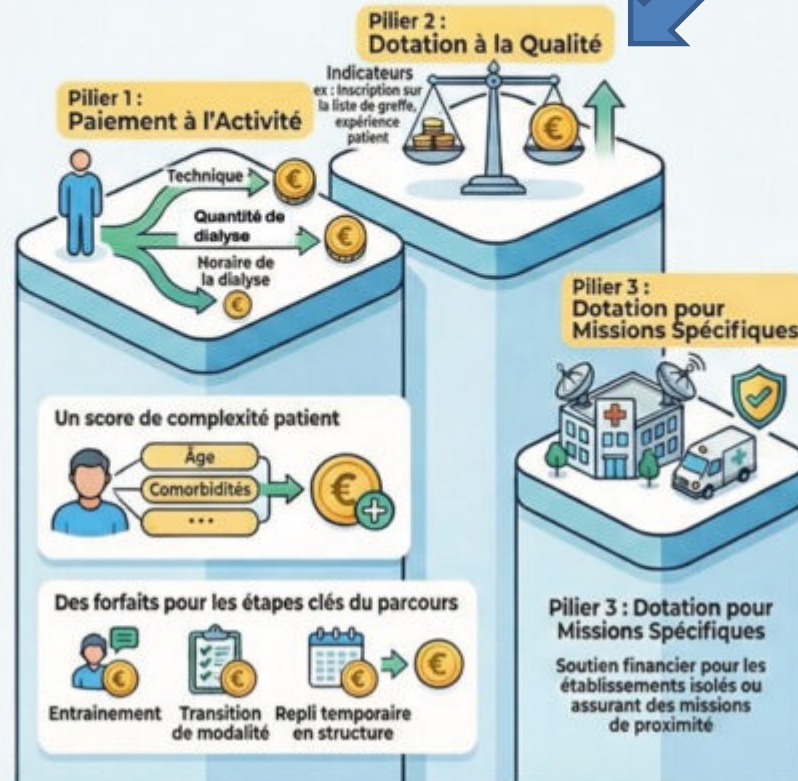 Pilier 1 :
Paiement à l'Activité
Technique
Quantité de
dialyse
Horaire de
la dialyse
Un score de complexité patient
Âge
Comorbidités
...
Des forfaits pour les étapes clés du parcours
Entrainement
Transition
de modalité
Repli temporaire
en structure
Pilier 2 :
Dotation à la Qualité
Indicateurs
ex : Inscription sur
la liste de greffe,
expérience
patient
Pilier 3 :
Dotation pour
Missions Spécifiques
Pilier 3 : Dotation pour
Missions Spécifiques
Soutien financier pour les
établissements isolés ou
assurant des missions
de proximité